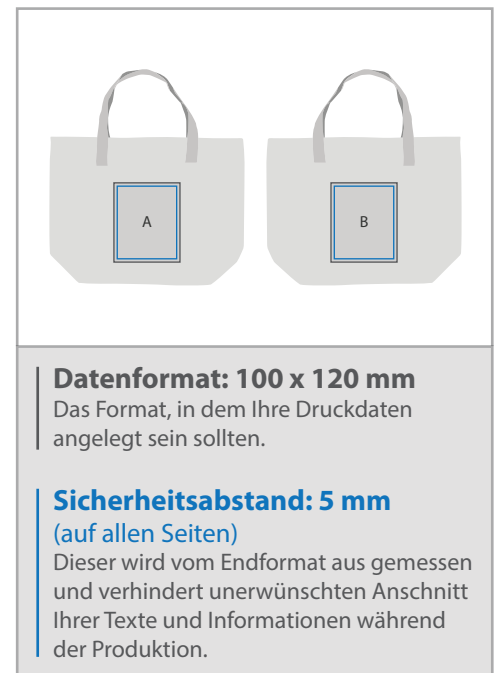 A
B
Datenformat: 100 x 120 mm
Das Format, in dem Ihre Druckdaten
angelegt sein sollten.
Sicherheitsabstand: 5 mm
(auf allen Seiten)
Dieser wird vom Endformat aus gemessen
und verhindert unerwünschten Anschnitt
Ihrer Texte und Informationen während
der Produktion.